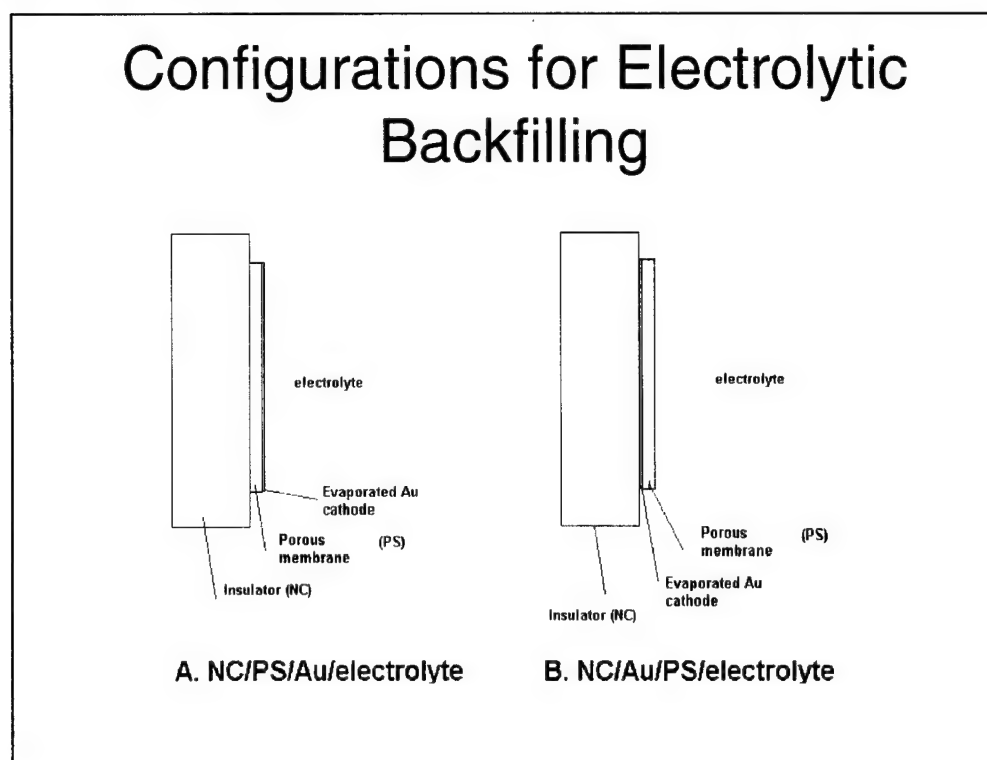 Configurations for Electrolytic
Backfilling
electrolyte
Evaporated Au
cathode
Porous (PS)
membrane
Insulator (NC)
A. NC/PS/Au/electrolyte
electrolyte
Porous (PS)
membrane
Evaporated Au
cathode
Insulator (NC)
B. NC/Au/PS/electrolyte